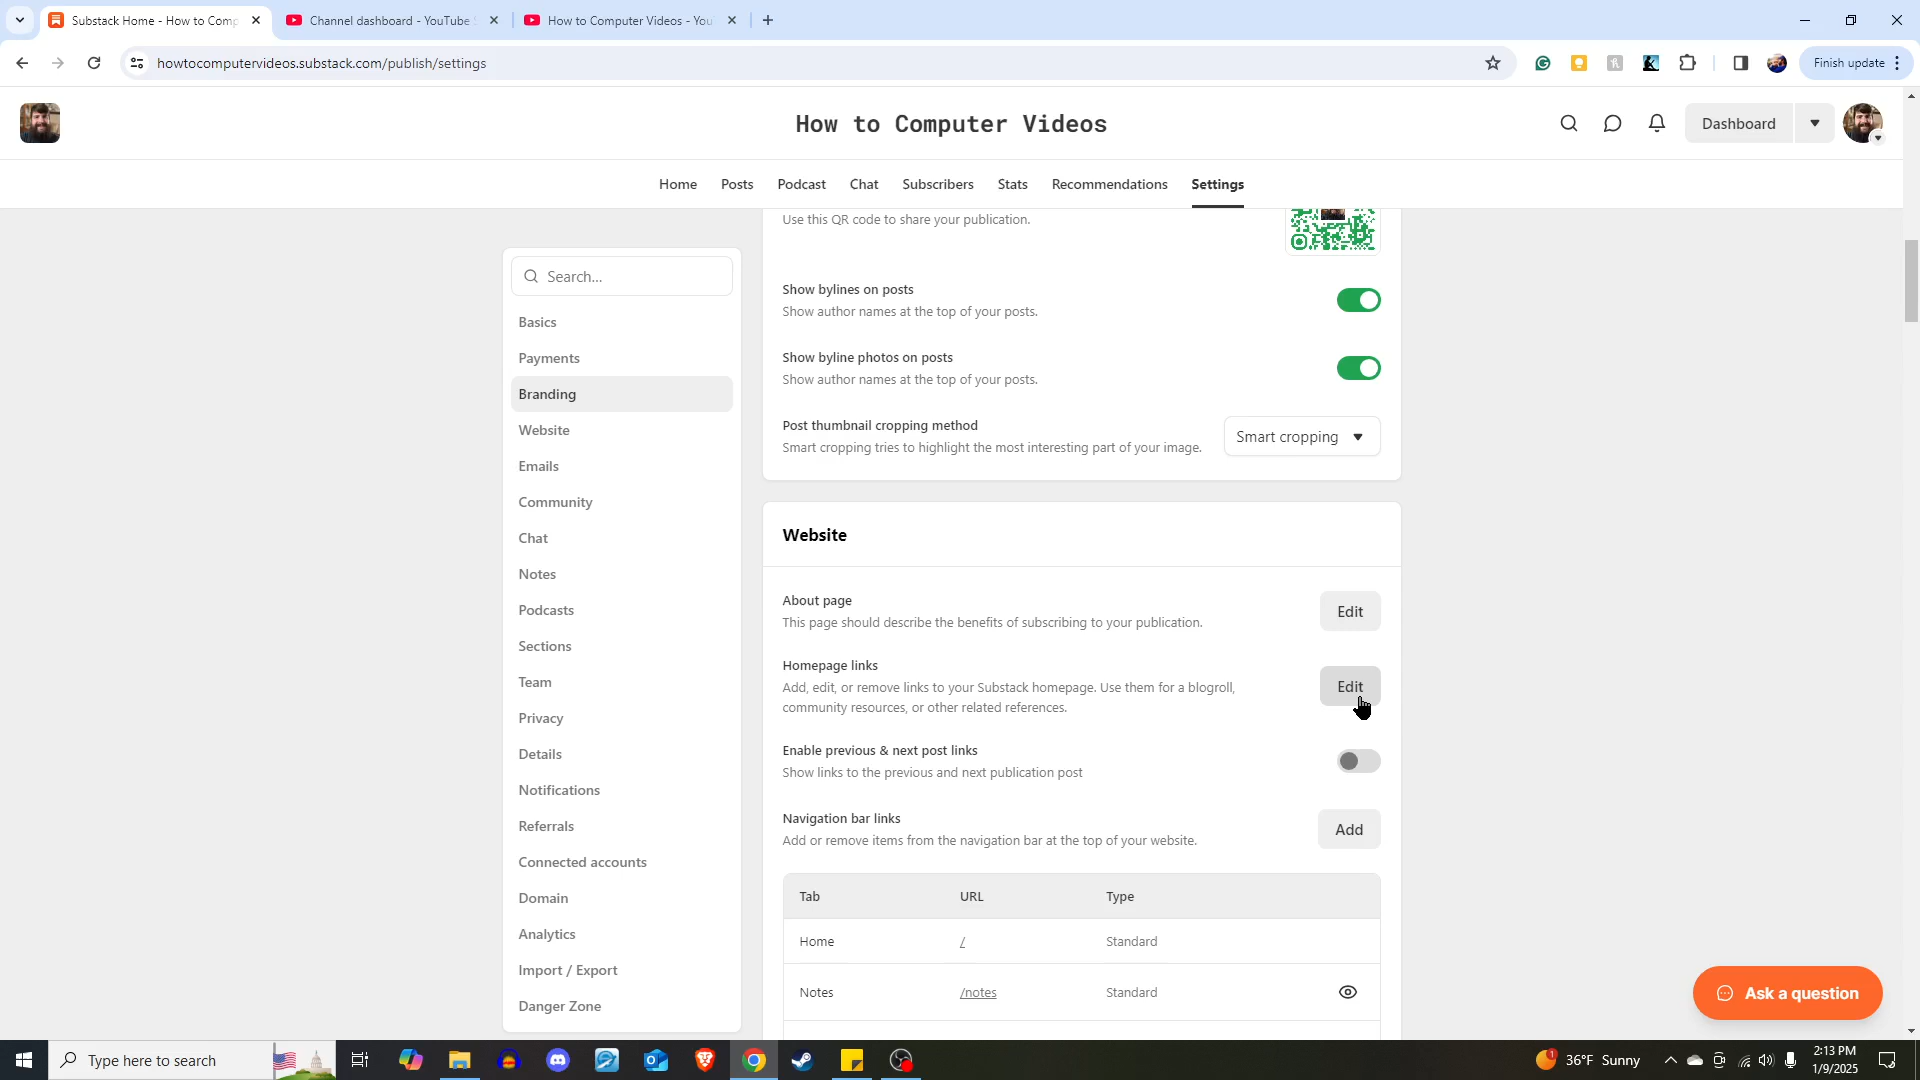 Substack Home - How to Comp
Channel dashboard - YouTube S
How to Computer Videos - You
howtocomputervideos.substack.com/publish/settings
Finish update
How to Computer Videos
Dashboard
Home
Posts
Podcast
Chat
Subscribers
Stats
Recommendations
Settings
Search...
Basics
Payments
Branding
Website
Emails
Community
Chat
Notes
Podcasts
Sections
Team
Privacy
Details
Notifications
Referrals
Connected accounts
Domain
Analytics
Import / Export
Danger Zone
Use this QR code to share your publication.
Show bylines on posts
Show author names at the top of your posts.
Show byline photos on posts
Show author names at the top of your posts.
Post thumbnail cropping method
Smart cropping tries to highlight the most interesting part of your image.
Smart cropping
Website
About page
This page should describe the benefits of subscribing to your publication.
Edit
Homepage links
Add, edit, or remove links to your Substack homepage. Use them for a blogroll,
community resources, or other related references.
Edit
Enable previous & next post links
Show links to the previous and next publication post
Navigation bar links
Add or remove items from the navigation bar at the top of your website.
Add
Tab URL Type
Home / Standard
Notes /notes Standard
Ask a question
Type here to search
1
36°F Sunny
2:13 PM
1/9/2025